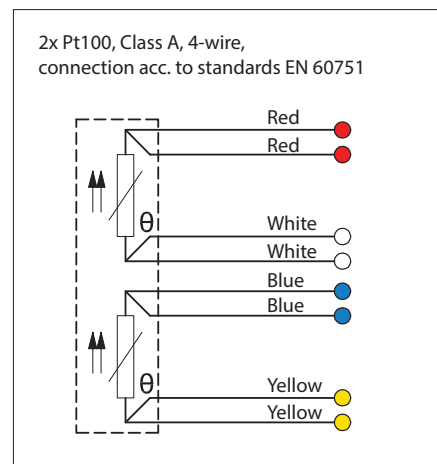 2x Pt100, Class A, 4-wire,
connection acc. to standards EN 60751
Red
Red
θ
White
White
Blue
Blue
θ
Yellow
Yellow